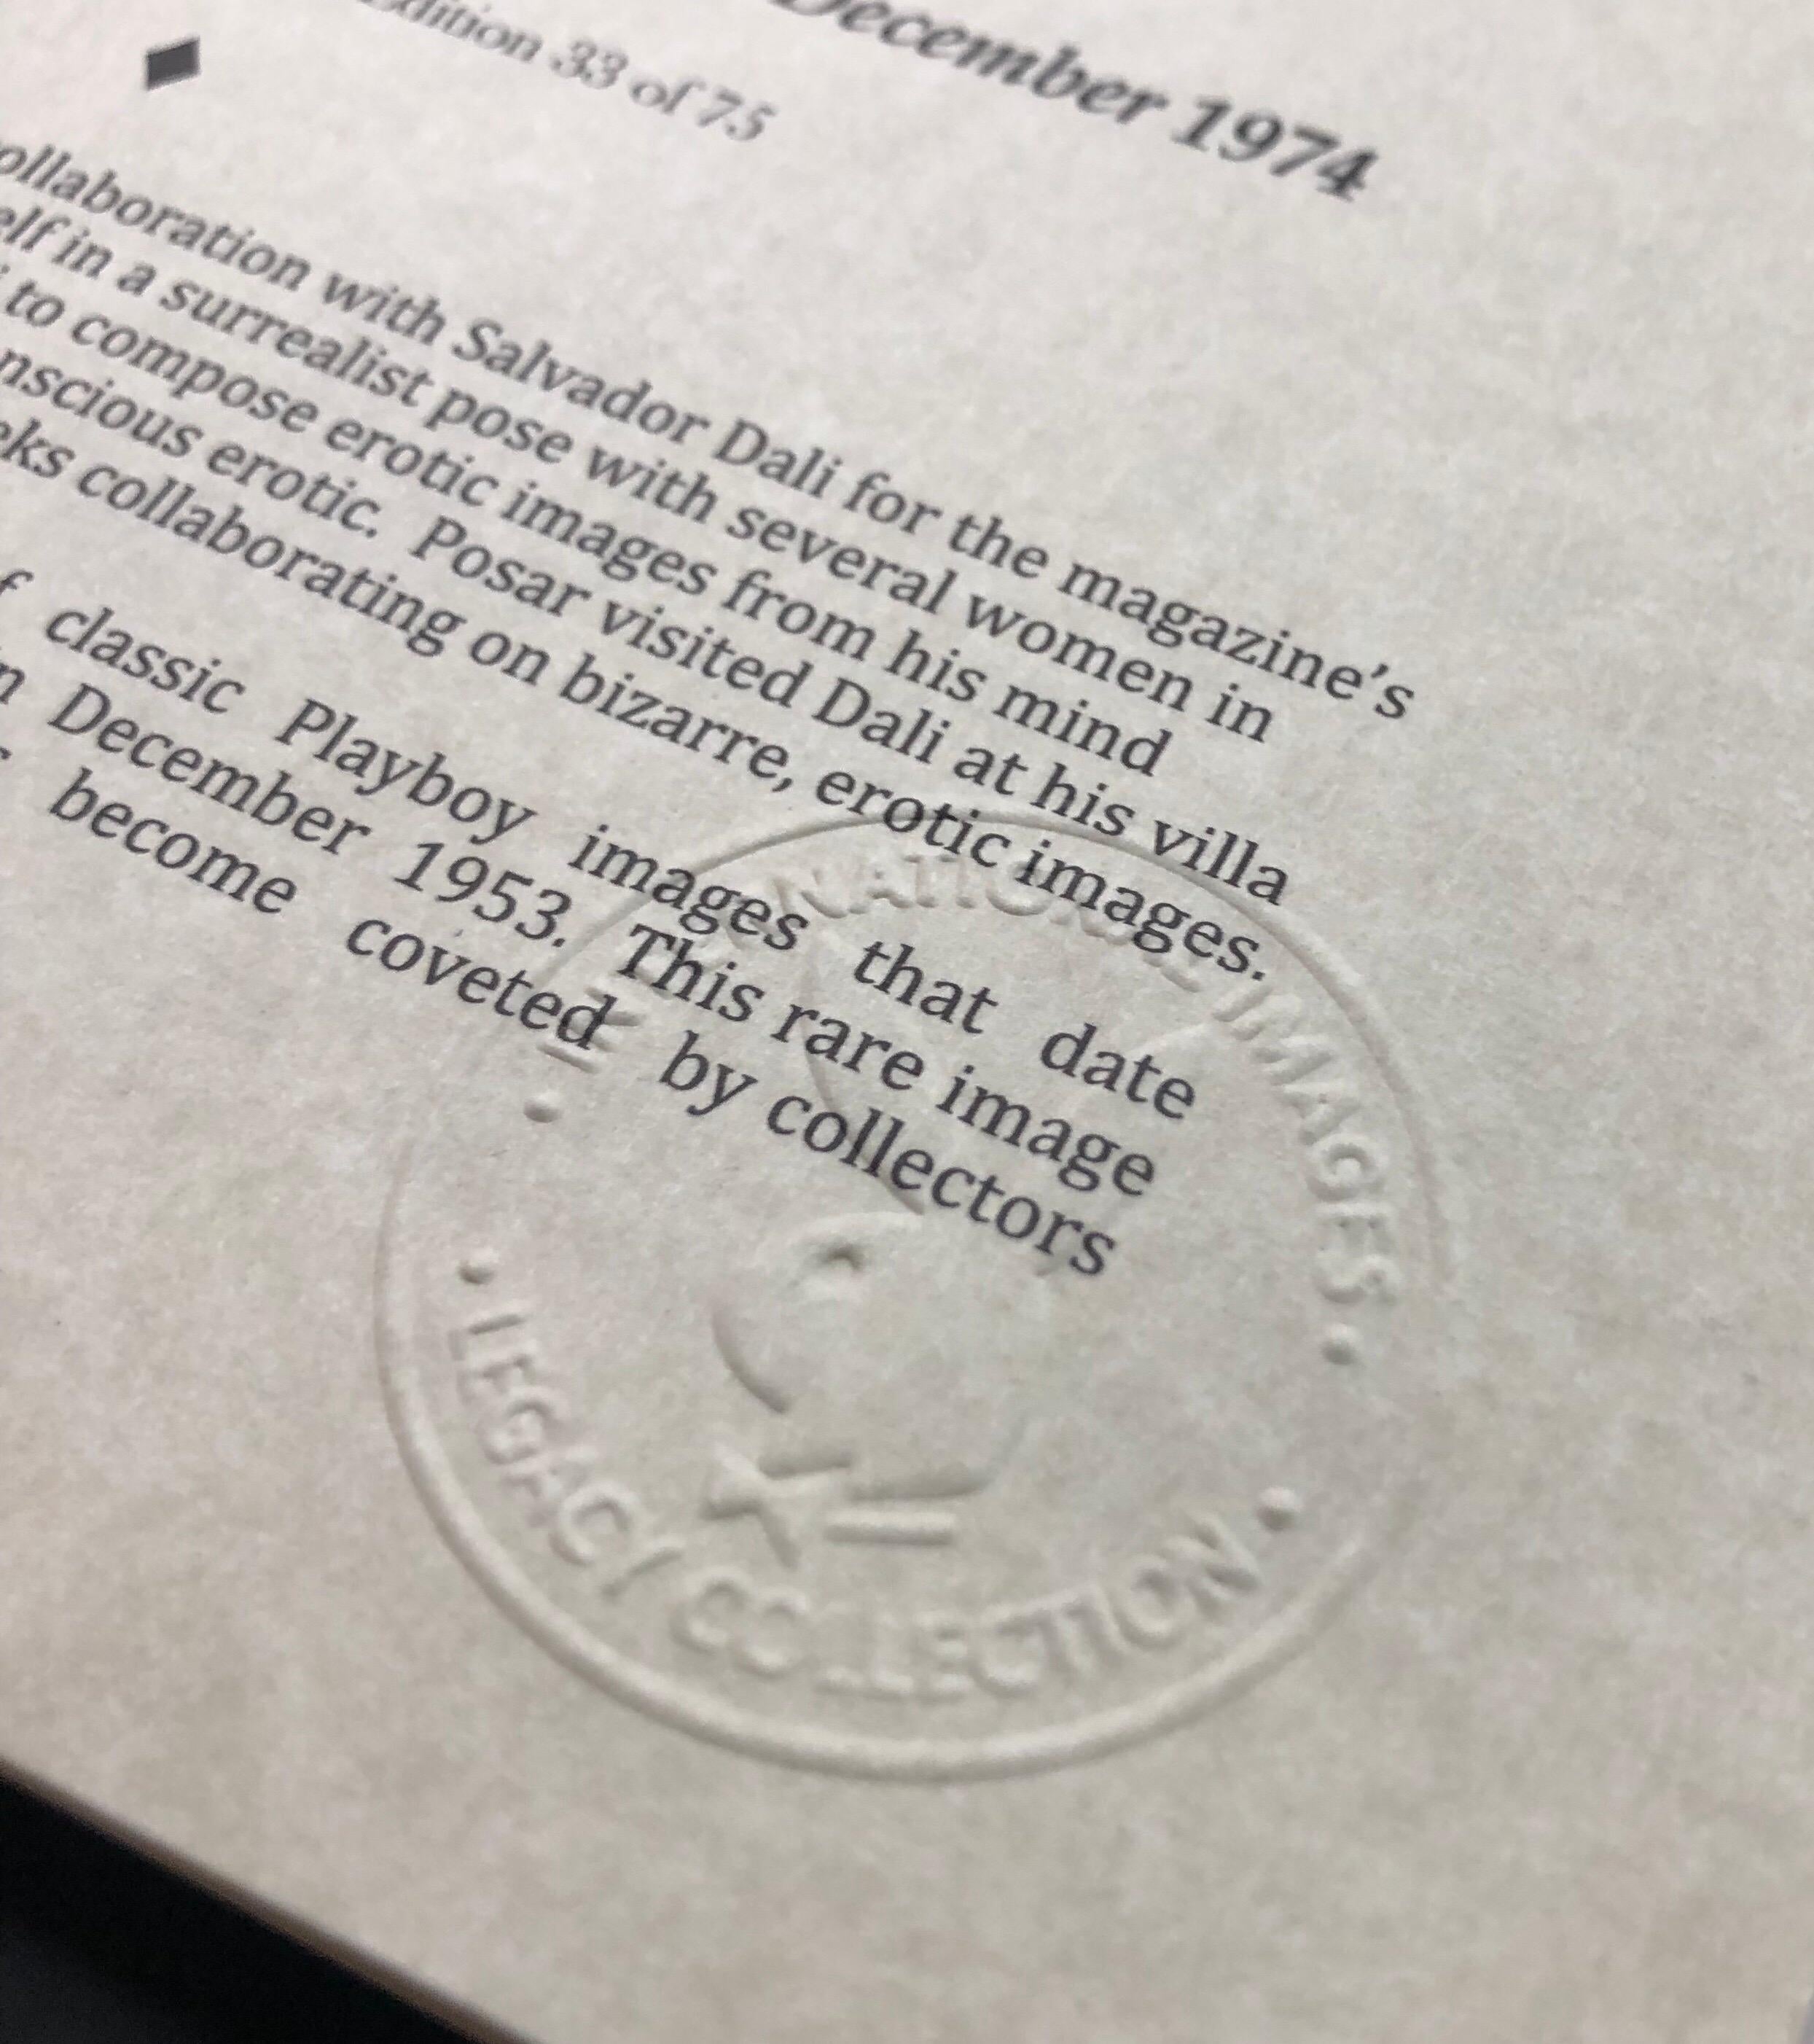 December 1974
Edition 33 of 75
collaboration with Salvador Dali for the magazine's
elf in a surrealist pose with several women in
to compose erotic images from his mind
nscious erotic. Posar visited Dali at his villa
eks collaborating on bizarre, erotic images.
f classic Playboy images that date
n December 1953. This rare image
become coveted by collectors
IMAGES
LEGACY COLLECTION